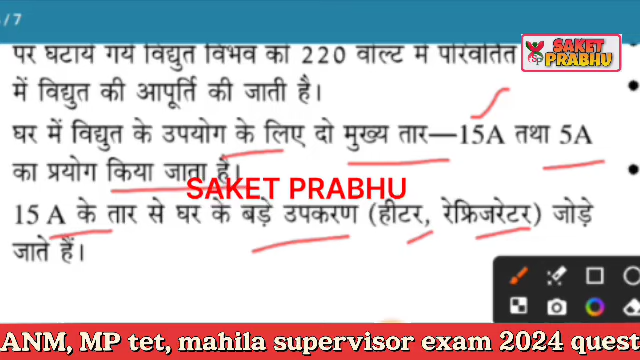 /7
पर घटाये गये विद्युत विभव को 220 वोल्ट में परिवर्तित
में विद्युत की आपूर्ति की जाती है।
घर में विद्युत के उपयोग के लिए दो मुख्य तार—15A तथा 5A
का प्रयोग किया जाता है।
15 A के तार से घर के बड़े उपकरण (हीटर, रेफ्रिजरेटर) जोड़े
जाते हैं।
SAKET PRABHU
SAKET
PRABHU
ANM, MP tet, mahila supervisor exam 2024 quest